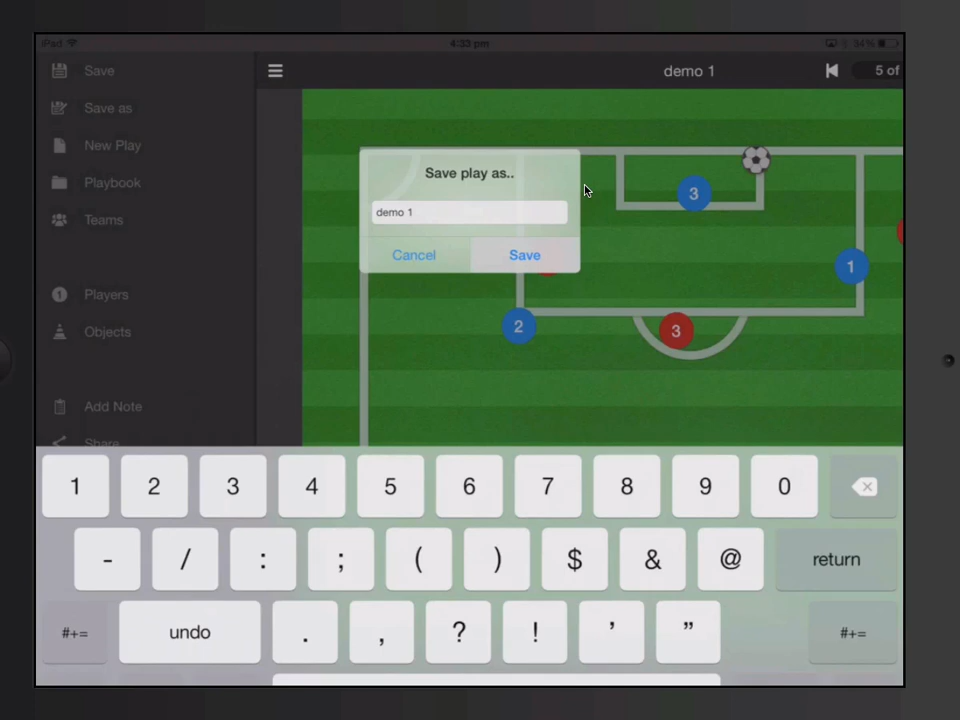 iPad
4:33 pm
34%
Save
demo 1
5 of
Save as
New Play
Playbook
Teams
Players
Objects
Add Note
Share
Save play as..
demo 1
Cancel
Save
3
1
2
3
1 2 3 4 5 6 7 8 9 0
- / : ; ( ) $ & @ return
#+= undo . , ? ! ’ ” #+=